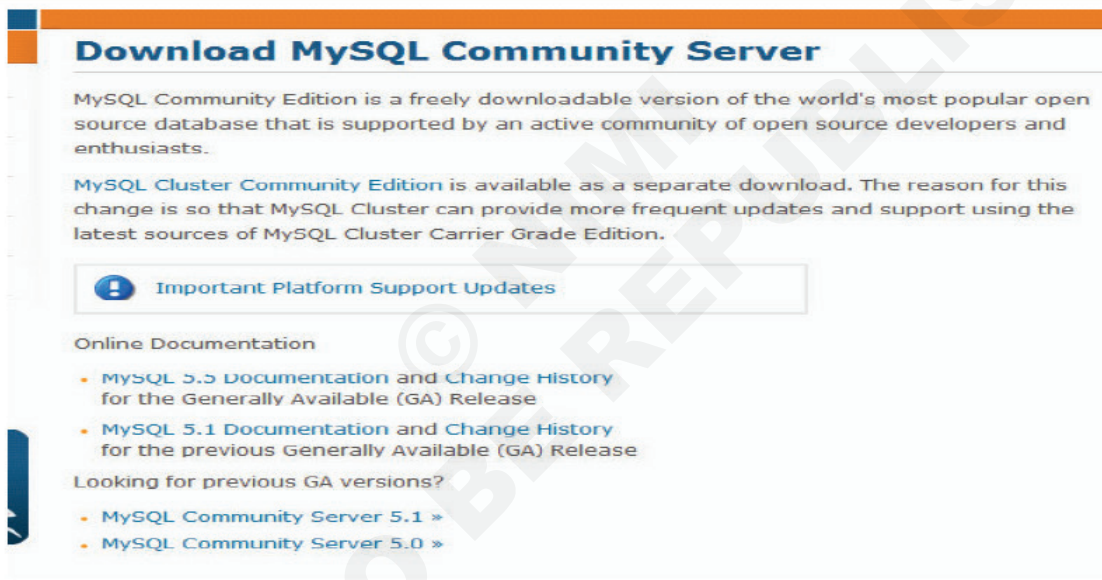 Download MySQL Community Server
MySQL Community Edition is a freely downloadable version of the world's most popular open
source database that is supported by an active community of open source developers and
enthusiasts.
MySQL Cluster Community Edition is available as a separate download. The reason for this
change is so that MySQL Cluster can provide more frequent updates and support using the
latest sources of MySQL Cluster Carrier Grade Edition.
Important Platform Support Updates
Online Documentation
• MySQL 5.5 Documentation and Change History
for the Generally Available (GA) Release
• MySQL 5.1 Documentation and Change History
for the previous Generally Available (GA) Release
Looking for previous GA versions?
• MySQL Community Server 5.1 »
• MySQL Community Server 5.0 »
© NIMI
BE REPUBLIS